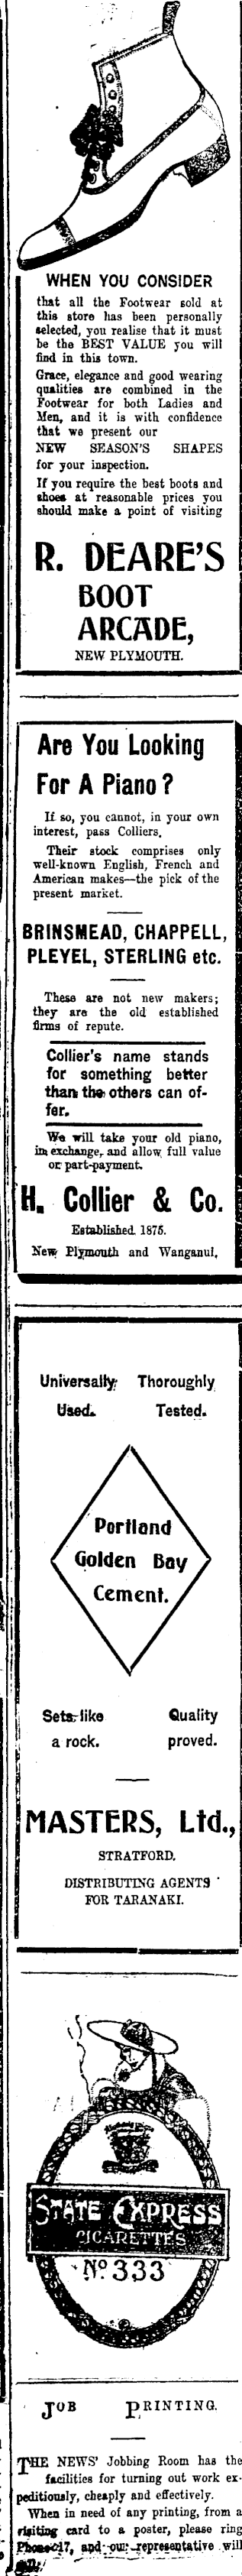 WHEN YOU CONSIDER
that all the Footwear sold at
this store has been personally
selected, you realise that it must
be the BEST VALUE you will
find in this town.
Grace, elegance and good wearing
qualities are combined in the
Footwear for both Ladies and
Men, and it is with confidence
that we present our
NEW SEASON'S SHAPES
for your inspection.
If you require the best boots and
shoes at reasonable prices you
should make a point of visiting
R. DEARE'S
BOOT
ARCADE,
NEW PLYMOUTH.
Are You Looking
For A Piano?
If so, you cannot, in your own
interest, pass Colliers.
Their stock comprises only
well-known English, French and
American makes—the pick of the
present market.
BRINSMEAD, CHAPPELL,
PLEYEL, STERLING etc.
These are not new makers;
they are the old established
firms of repute.
Collier's name stands
for something better
than the others can of-
fer.
We will take your old piano,
in exchange, and allow full value
or part-payment.
H. Collier & Co.
Established 1875.
New Plymouth and Wanganui.
Universally Thoroughly
Used. Tested.
Portland
Golden Bay
Cement.
Sets like Quality
a rock. proved.
MASTERS, Ltd.,
STRATFORD.
DISTRIBUTING AGENTS
FOR TARANAKI.
STATE EXPRESS
CIGARETTES
Nº 333
JOB PRINTING.
THE NEWS' Jobbing Room has the
facilities for turning out work ex-
peditiously, cheaply and effectively.
When in need of any printing, from a
visiting card to a poster, please ring
and our representative will